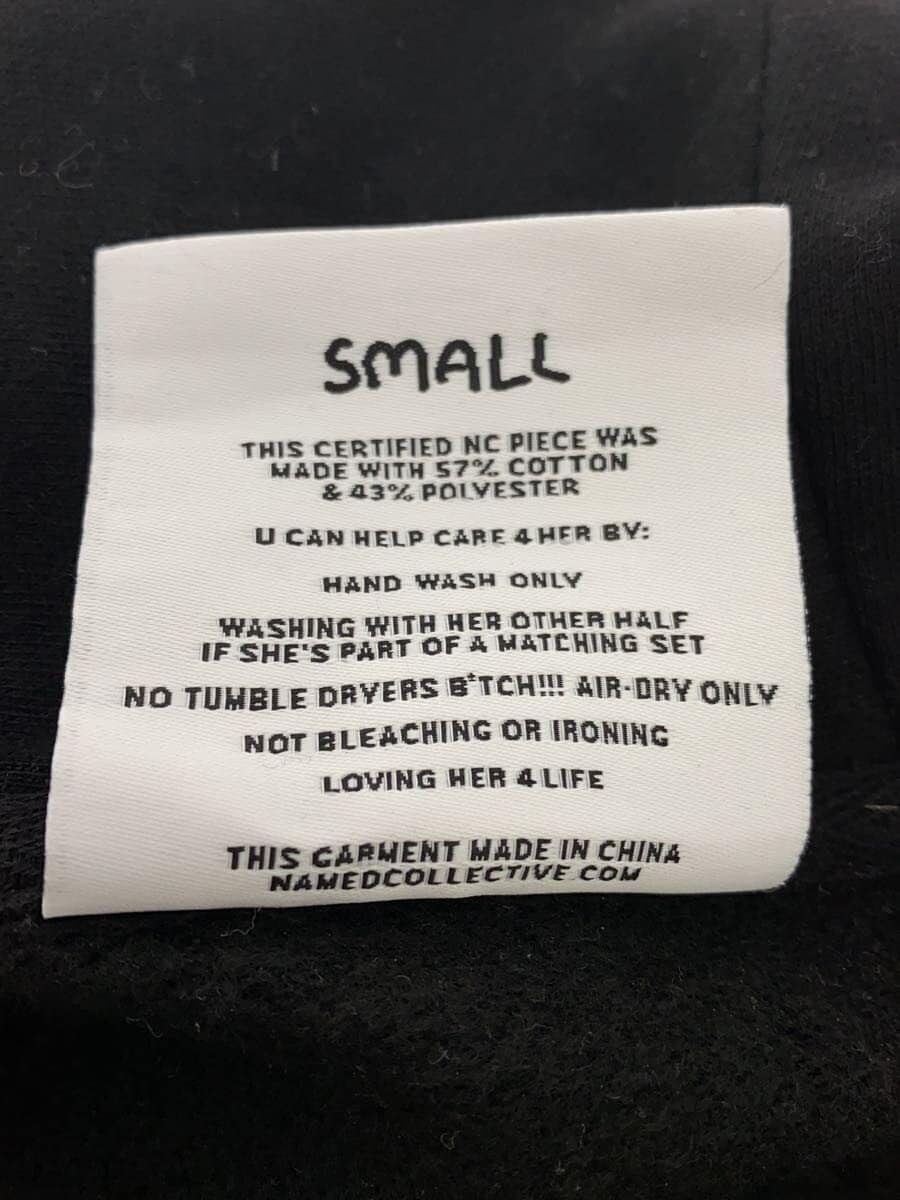 SMALL
THIS CERTIFIED NC PIECE WAS
MADE WITH 57% COTTON
& 43% POLYESTER
U CAN HELP CARE 4 HER BY:
HAND WASH ONLY
WASHING WITH HER OTHER HALF
IF SHE'S PART OF A MATCHING SET
NO TUMBLE DRYERS B*TCH!!! AIR-DRY ONLY
NOT BLEACHING OR IRONING
LOVING HER 4 LIFE
THIS GARMENT MADE IN CHINA
NAMEDCOLLECTIVE.COM